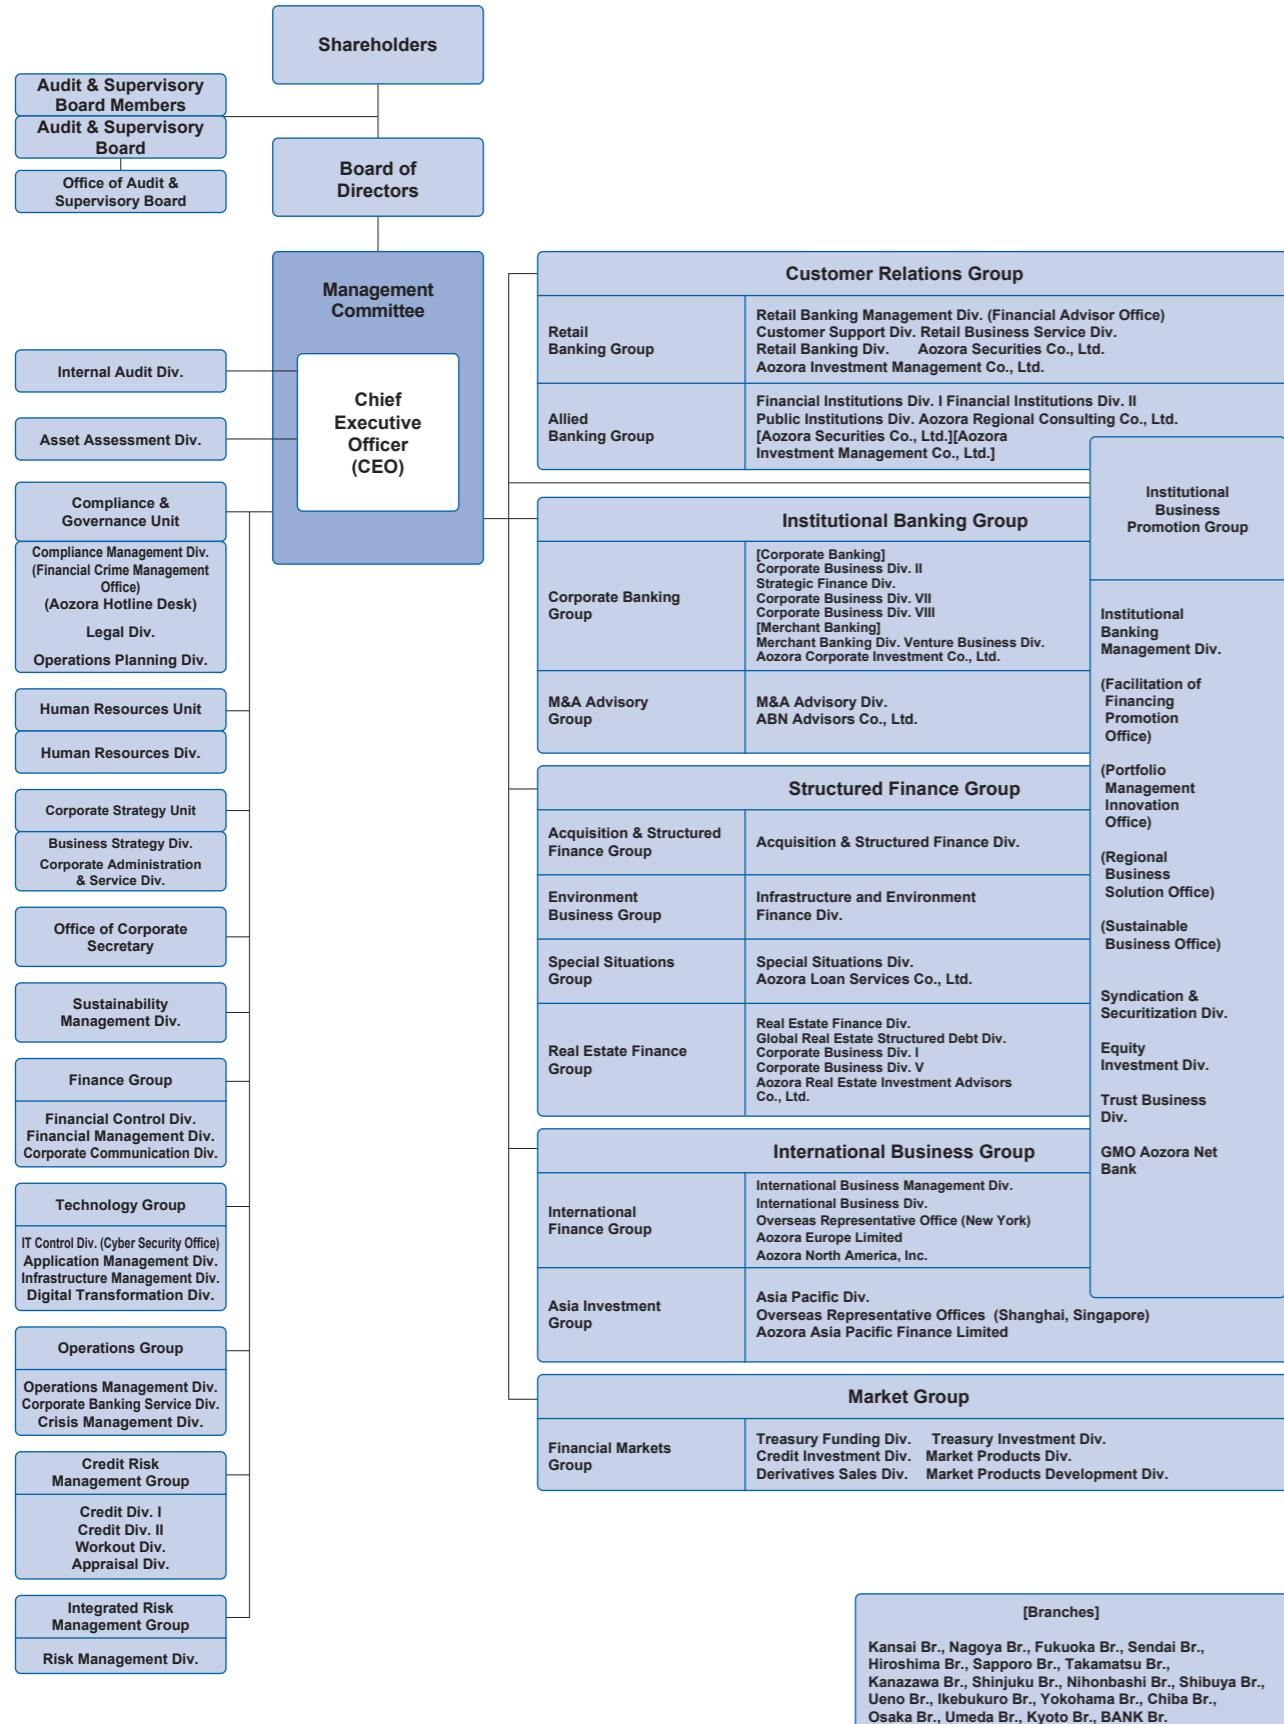 Shareholders
Audit & Supervisory
Board Members
Audit & Supervisory
Board
Office of Audit &
Supervisory Board
Board of
Directors
Management
Committee
Chief
Executive
Officer
(CEO)
Internal Audit Div.
Asset Assessment Div.
Compliance &
Governance Unit
Compliance Management Div.
(Financial Crime Management
Office)
(Aozora Hotline Desk)
Legal Div.
Operations Planning Div.
Human Resources Unit
Human Resources Div.
Corporate Strategy Unit
Business Strategy Div.
Corporate Administration
& Service Div.
Office of Corporate
Secretary
Sustainability
Management Div.
Finance Group
Financial Control Div.
Financial Management Div.
Corporate Communication Div.
Technology Group
IT Control Div. (Cyber Security Office)
Application Management Div.
Infrastructure Management Div.
Digital Transformation Div.
Operations Group
Operations Management Div.
Corporate Banking Service Div.
Crisis Management Div.
Credit Risk
Management Group
Credit Div. I
Credit Div. II
Workout Div.
Appraisal Div.
Integrated Risk
Management Group
Risk Management Div.
Customer Relations Group
Retail
Banking Group
Retail Banking Management Div. (Financial Advisor Office)
Customer Support Div. Retail Business Service Div.
Retail Banking Div. Aozora Securities Co., Ltd.
Aozora Investment Management Co., Ltd.
Allied
Banking Group
Financial Institutions Div. I Financial Institutions Div. II
Public Institutions Div. Aozora Regional Consulting Co., Ltd.
[Aozora Securities Co., Ltd.][Aozora
Investment Management Co., Ltd.]
Institutional Banking Group
Corporate Banking
Group
[Corporate Banking]
Corporate Business Div. II
Strategic Finance Div.
Corporate Business Div. VII
Corporate Business Div. VIII
[Merchant Banking]
Merchant Banking Div. Venture Business Div.
Aozora Corporate Investment Co., Ltd.
M&A Advisory
Group
M&A Advisory Div.
ABN Advisors Co., Ltd.
Structured Finance Group
Acquisition & Structured
Finance Group
Acquisition & Structured Finance Div.
Environment
Business Group
Infrastructure and Environment
Finance Div.
Special Situations
Group
Special Situations Div.
Aozora Loan Services Co., Ltd.
Real Estate Finance
Group
Real Estate Finance Div.
Global Real Estate Structured Debt Div.
Corporate Business Div. I
Corporate Business Div. V
Aozora Real Estate Investment Advisors
Co., Ltd.
International Business Group
International
Finance Group
International Business Management Div.
International Business Div.
Overseas Representative Office (New York)
Aozora Europe Limited
Aozora North America, Inc.
Asia Investment
Group
Asia Pacific Div.
Overseas Representative Offices (Shanghai, Singapore)
Aozora Asia Pacific Finance Limited
Market Group
Financial Markets
Group
Treasury Funding Div. Treasury Investment Div.
Credit Investment Div. Market Products Div.
Derivatives Sales Div. Market Products Development Div.
Institutional
Business
Promotion Group
Institutional
Banking
Management Div.
(Facilitation of
Financing
Promotion
Office)
(Portfolio
Management
Innovation
Office)
(Regional
Business
Solution Office)
(Sustainable
Business Office)
Syndication &
Securitization Div.
Equity
Investment Div.
Trust Business
Div.
GMO Aozora Net
Bank
[Branches]
Kansai Br., Nagoya Br., Fukuoka Br., Sendai Br.,
Hiroshima Br., Sapporo Br., Takamatsu Br.,
Kanazawa Br., Shinjuku Br., Nihonbashi Br., Shibuya Br.,
Ueno Br., Ikebukuro Br., Yokohama Br., Chiba Br.,
Osaka Br., Umeda Br., Kyoto Br., BANK Br.